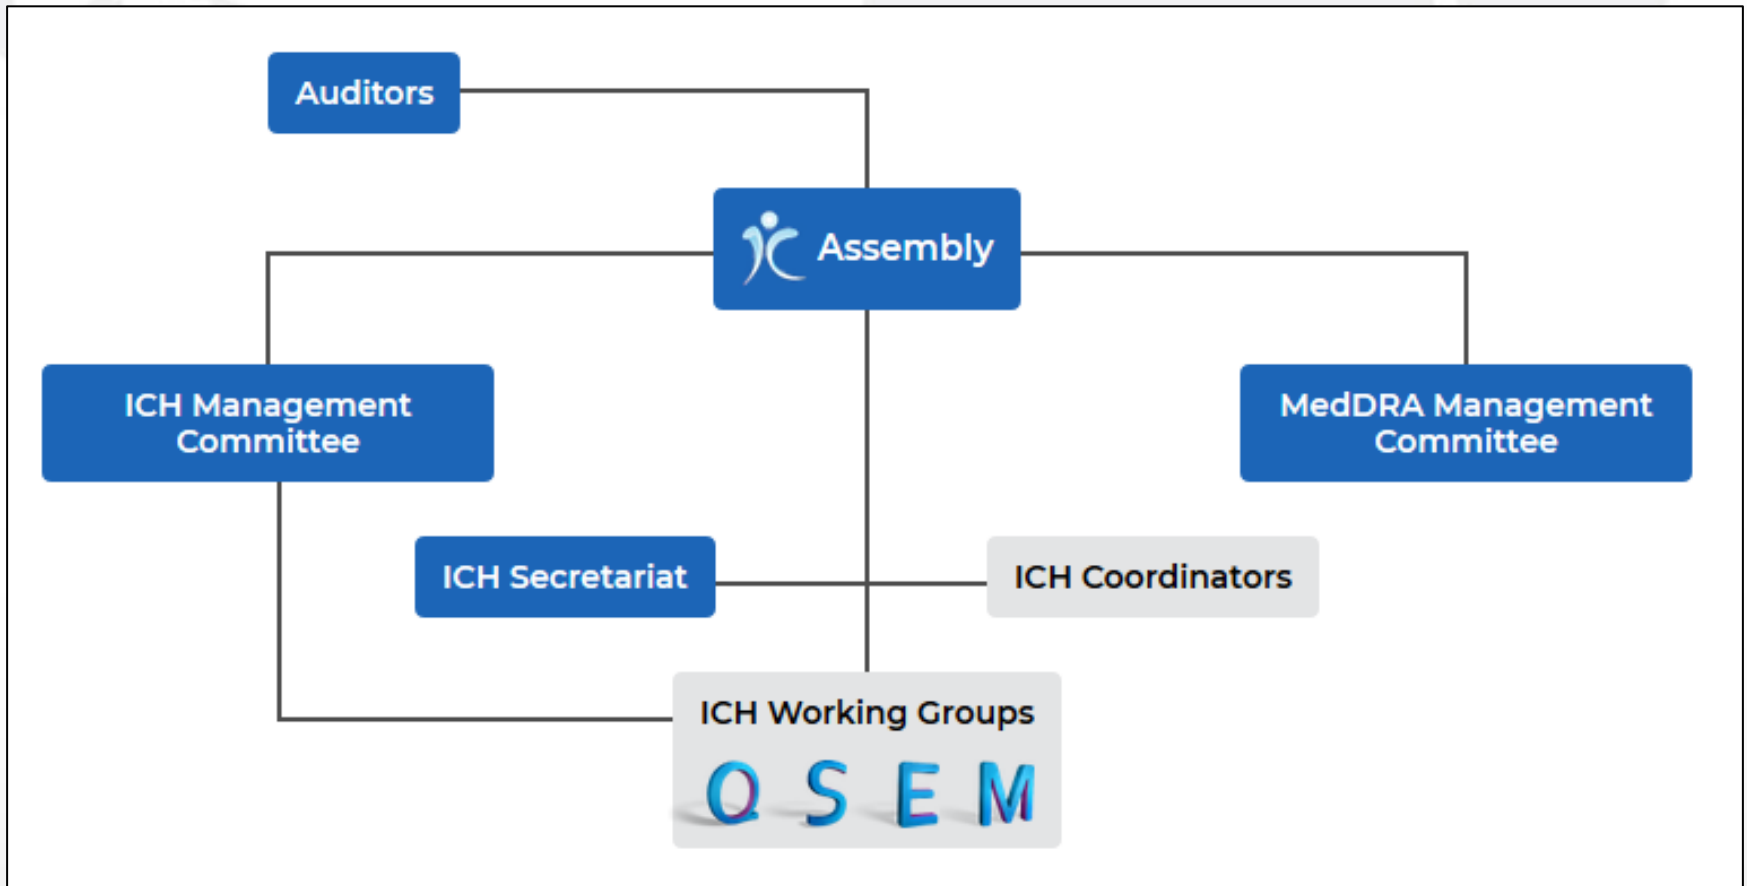 Auditors
Assembly
ICH Management
Committee
MedDRA Management
Committee
ICH Secretariat
ICH Coordinators
ICH Working Groups
Q S E M